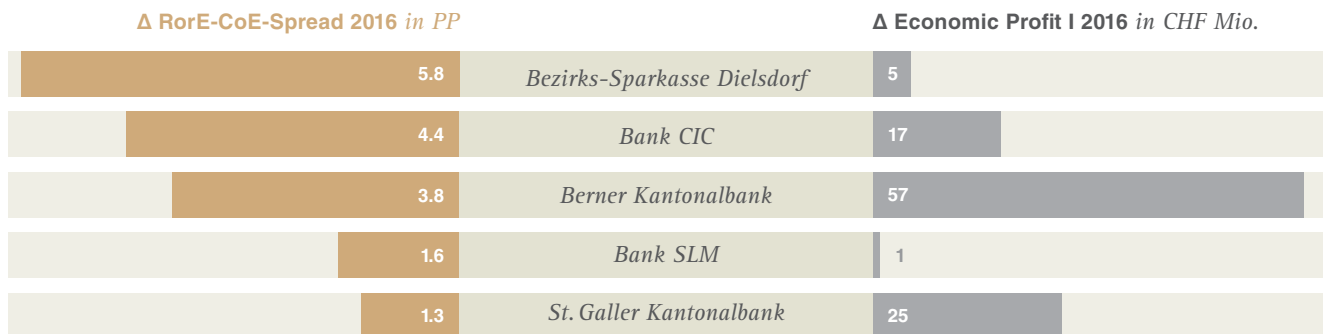 Δ RorE-CoE-Spread 2016 in PP
Δ Economic Profit I 2016 in CHF Mio.
5.8 Bezirks-Sparkasse Dielsdorf 5
4.4 Bank CIC 17
3.8 Berner Kantonalbank 57
1.6 Bank SLM 1
1.3 St. Galler Kantonalbank 25